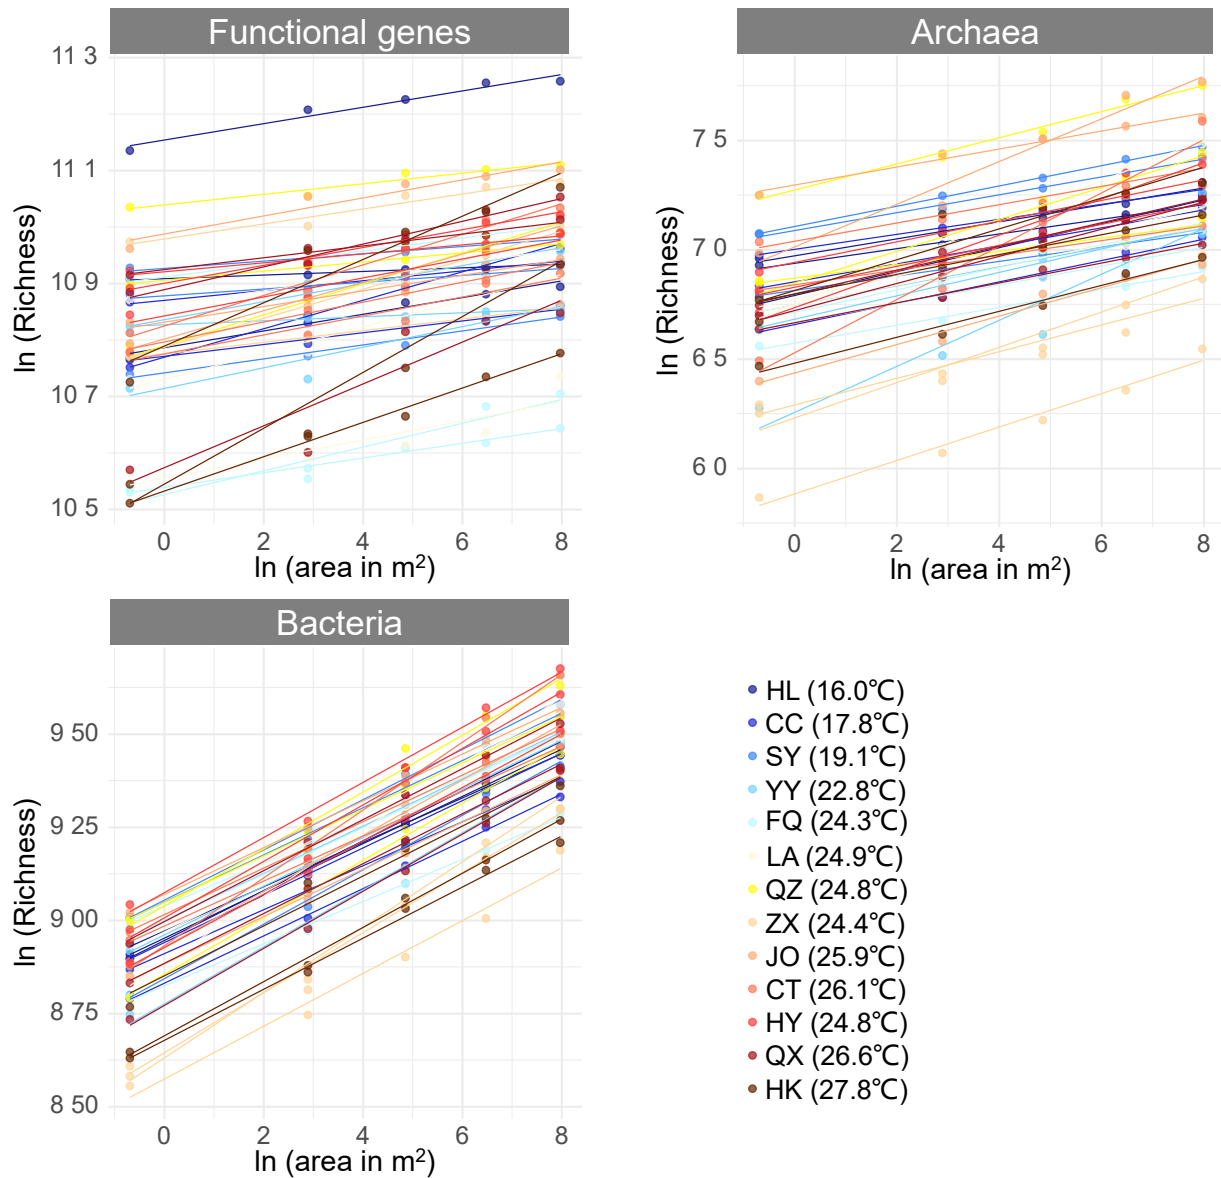 Functional genes
11 3
11.1
10.9
10.7
10 5
ln (Richness)
0 2 4 6 8
ln (area in m²)
Archaea
7 5
7.0
6 5
6 0
ln (Richness)
0 2 4 6 8
ln (area in m²)
Bacteria
9 50
9.25
9 00
8.75
8 50
ln (Richness)
0 2 4 6 8
ln (area in m²)
HL (16.0℃)
CC (17.8℃)
SY (19.1℃)
YY (22.8℃)
FQ (24.3℃)
LA (24.9℃)
QZ (24.8℃)
ZX (24.4℃)
JO (25.9℃)
CT (26.1℃)
HY (24.8℃)
QX (26.6℃)
HK (27.8℃)